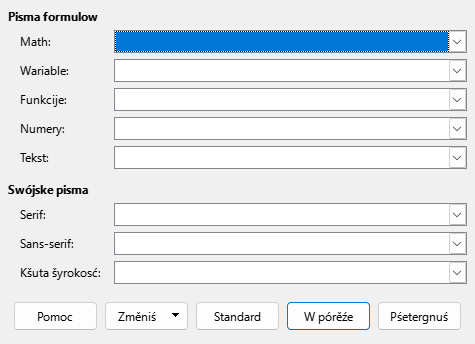 Pisma formulow
Math:
Wariable:
Funkcije:
Numery:
Tekst:
Swójske pisma
Serif:
Sans-serif:
Kšuta šyrokosć:
Pomoc Změniś Standard W pórěźe Pśetergnuś